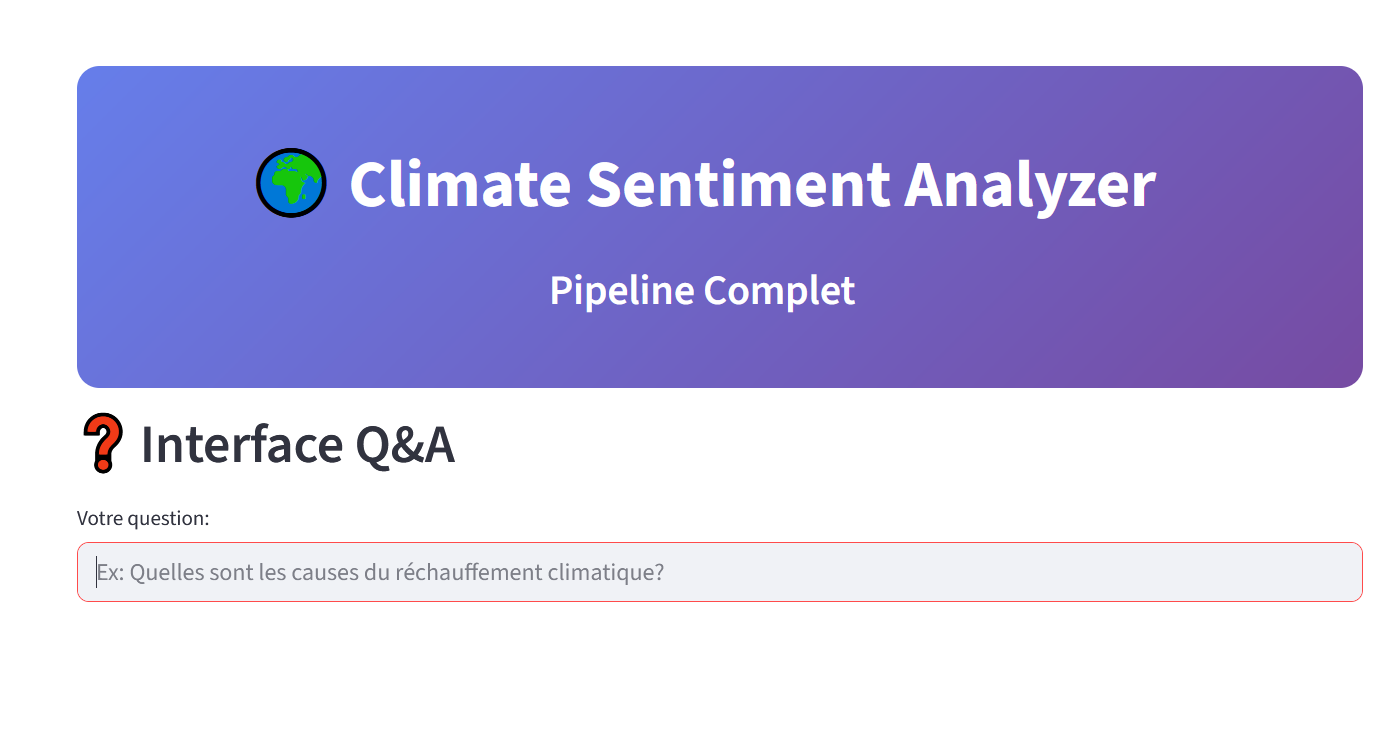 Climate Sentiment Analyzer
Pipeline Complet
Interface Q&A
Votre question:
Ex: Quelles sont les causes du réchauffement climatique?